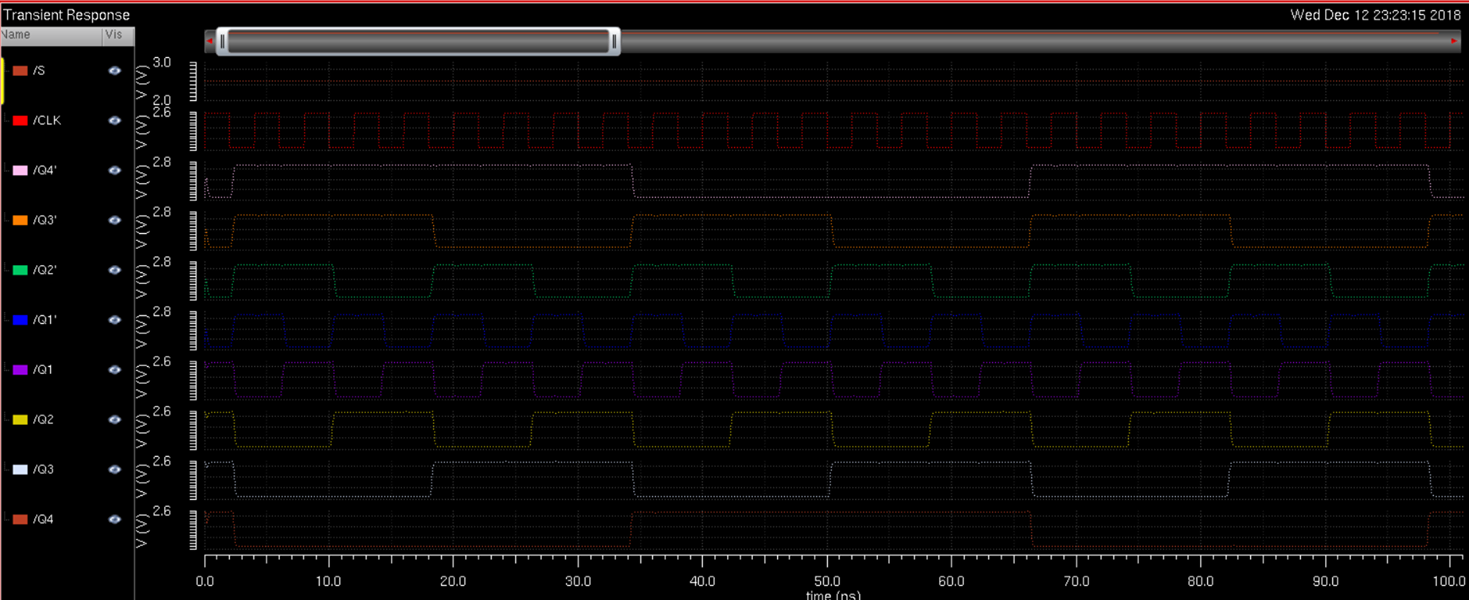 Transient Response
Wed Dec 12 23:23:15 2018
Name Vis
/S
3.0
2.0
/CLK
2.6
/Q4'
2.8
/Q3'
2.8
/Q2'
2.8
/Q1'
2.8
/Q1
2.6
/Q2
2.6
/Q3
2.6
/Q4
2.6
0.0 10.0 20.0 30.0 40.0 50.0 60.0 70.0 80.0 90.0 100.0
time (ns)